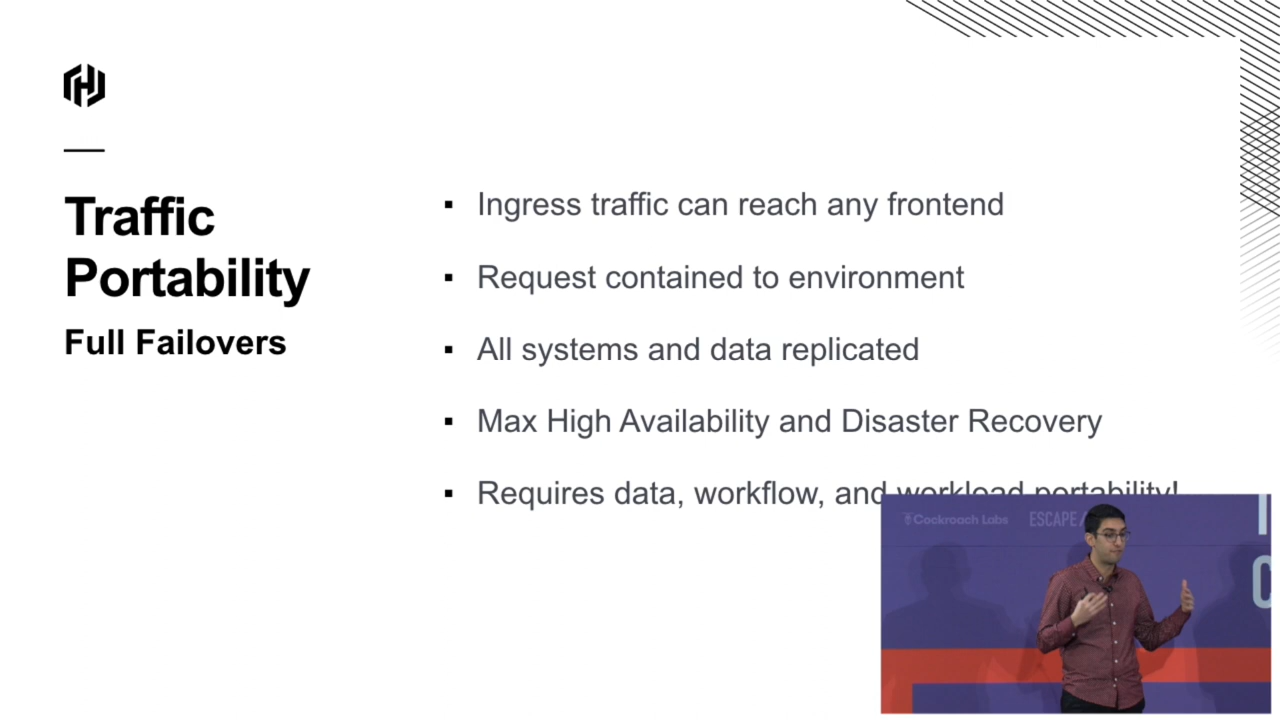 Traffic
Portability
Full Failovers
Ingress traffic can reach any frontend
Request contained to environment
All systems and data replicated
Max High Availability and Disaster Recovery
Requires data, workflow, and workload portability!
Cockroach Labs
ESCAPE /